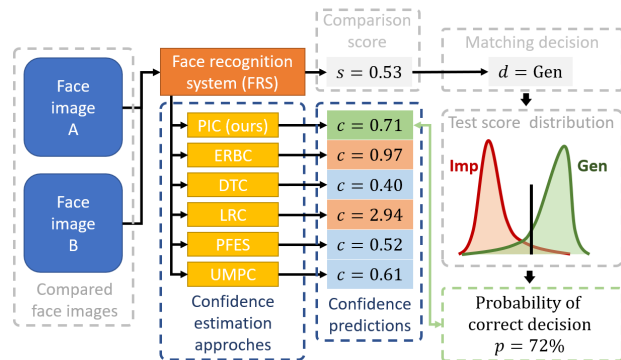 Face
image
A
Face
image
B
Compared
face images
Face recognition
system (FRS)
PIC (ours)
ERBC
DTC
LRC
PFES
UMPC
Confidence
estimation
approches
Comparison
score
s = 0.53
c = 0.71
c = 0.97
c = 0.40
c = 2.94
c = 0.52
c = 0.61
Confidence
predictions
Matching decision
d = Gen
Test score distribution
Imp
Gen
Probability of
correct decision
p = 72%